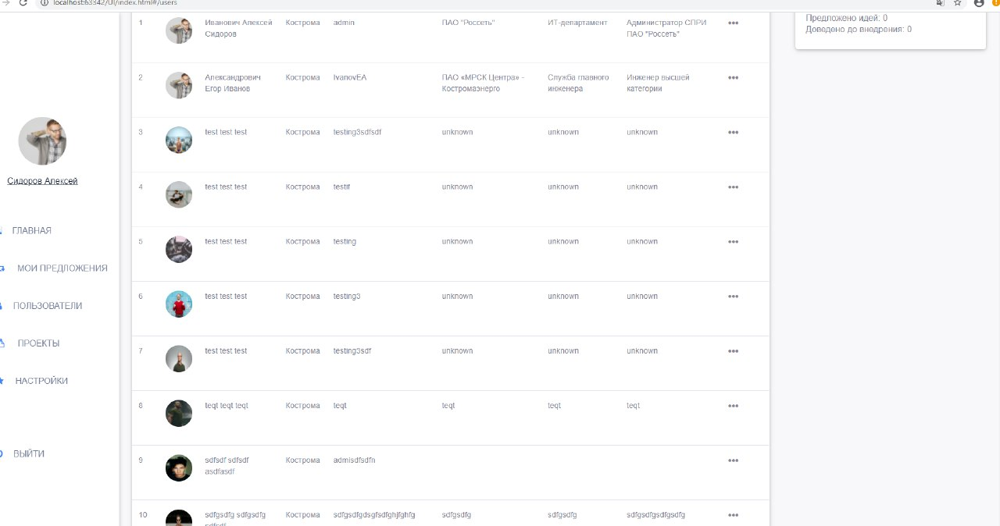 localhost:63342/UI/index.html#/users
Сидоров Алексей
ГЛАВНАЯ
МОИ ПРЕДЛОЖЕНИЯ
ПОЛЬЗОВАТЕЛИ
ПРОЕКТЫ
НАСТРОЙКИ
ВЫЙТИ
1 Иванович Алексей Кострома admin ПАО "Россеть" ИТ-департамент Администратор СПРИ
Сидоров ПАО "Россеть"
2 Александрович Кострома IvanovEA ПАО «МРСК Центра» - Служба главного Инженер высшей
Егор Иванов Костромаэнерго инженера категории
3 test test test Кострома testing3sdfsdf unknown unknown unknown
4 test test test Кострома testif unknown unknown unknown
5 test test test Кострома testing unknown unknown unknown
6 test test test Кострома testing3 unknown unknown unknown
7 test test test Кострома testing3sdf unknown unknown unknown
8 teqt teqt teqt Кострома teqt teqt teqt teqt
9 sdfsdf sdfsdf Кострома admisdfsdfn
asdfasdf
10 sdfgsdfg sdfgsdfg Кострома sdfgsdfgdsgfsdfghjfghfg sdfgsdfg sdfgsdfg sdfgsdfgsdfgsdfg
Предложено идей: 0
Доведено до внедрения: 0